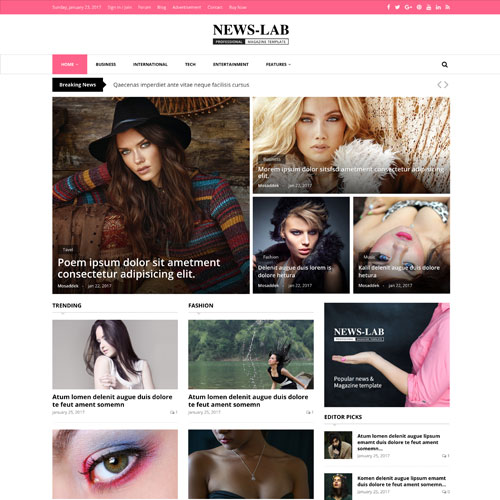 Sunday, January 23, 2017 Sign in / Join Forum Blog Advertisement Contact Buy Now
NEWS-LAB
PROFESSIONAL MAGAZINE TEMPLATE
HOME BUSINESS INTERNATIONAL TECH ENTERTAINMENT FEATURES
Breaking News Qaecenas imperdiet ante vitae neque facilisis cursus
Tavel
Poem ipsum dolor sit ametment
consectetur adipisicing elit.
Mosaddek - jan 22, 2017
Business
Morem ipsum dolor sitsfsdametment consectetur adipisicing
elit.
Mosaddek - jan 22, 2017
Fashion
Delenit augue duis lorem is
dolore hetura
Mosaddek - jan 22, 2017
Music
Kalil delenit augue duis dolore
hetura
Mosaddek - jan 22, 2017
TRENDING
Atum lomen delenit augue duis dolore
te feut ament somemn
January 25, 2017 1
FASHION
Atum lomen delenit augue duis dolore
te feut ament somemn
January 25, 2017 1
NEWS-LAB
PROFESSIONAL MAGAZINE TEMPLATE
Popular news &
Magazine template
EDITOR PICKS
Atum lomen delenit augue lipsum
emamt duis dolore te feut ament
somemn...
January 25, 2017
Komen delenit augue lipsum emamt
duis dolore te feut ament
somemn...